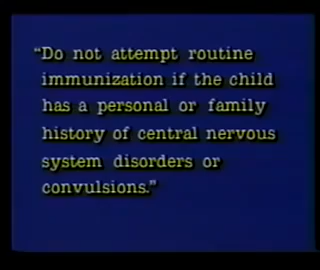 “Do not attempt routine
immunization if the child
has a personal or family
history of central nervous
system disorders or
convulsions.”